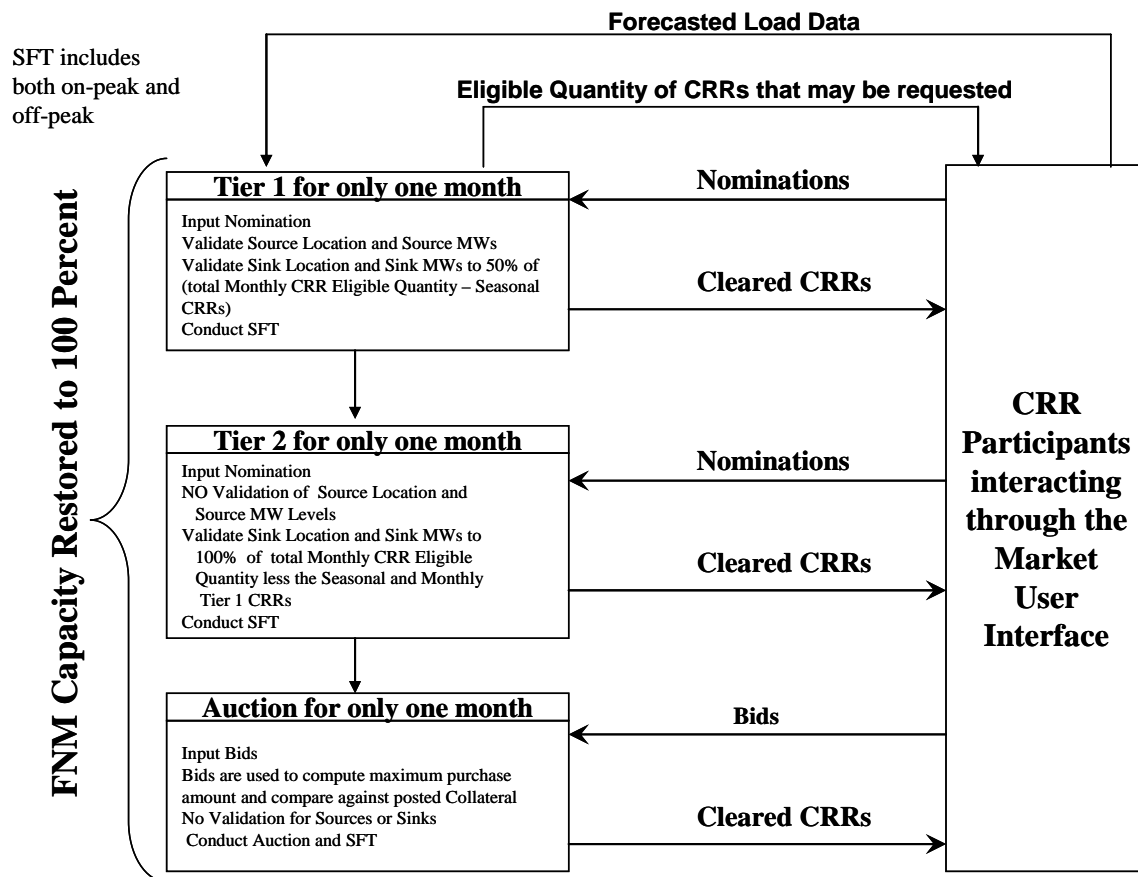 Forecasted Load Data
SFT includes
both on-peak and
off-peak
Eligible Quantity of CRRs that may be requested
FNM Capacity Restored to 100 Percent
Tier 1 for only one month
Input Nomination
Validate Source Location and Source MWs
Validate Sink Location and Sink MWs to 50% of
(total Monthly CRR Eligible Quantity – Seasonal
CRRs)
Conduct SFT
Nominations
Cleared CRRs
Tier 2 for only one month
Input Nomination
NO Validation of Source Location and
Source MW Levels
Validate Sink Location and Sink MWs to
100% of total Monthly CRR Eligible
Quantity less the Seasonal and Monthly
Tier 1 CRRs
Conduct SFT
Nominations
Cleared CRRs
Auction for only one month
Input Bids
Bids are used to compute maximum purchase
amount and compare against posted Collateral
No Validation for Sources or Sinks
Conduct Auction and SFT
Bids
Cleared CRRs
CRR
Participants
interacting
through the
Market
User
Interface